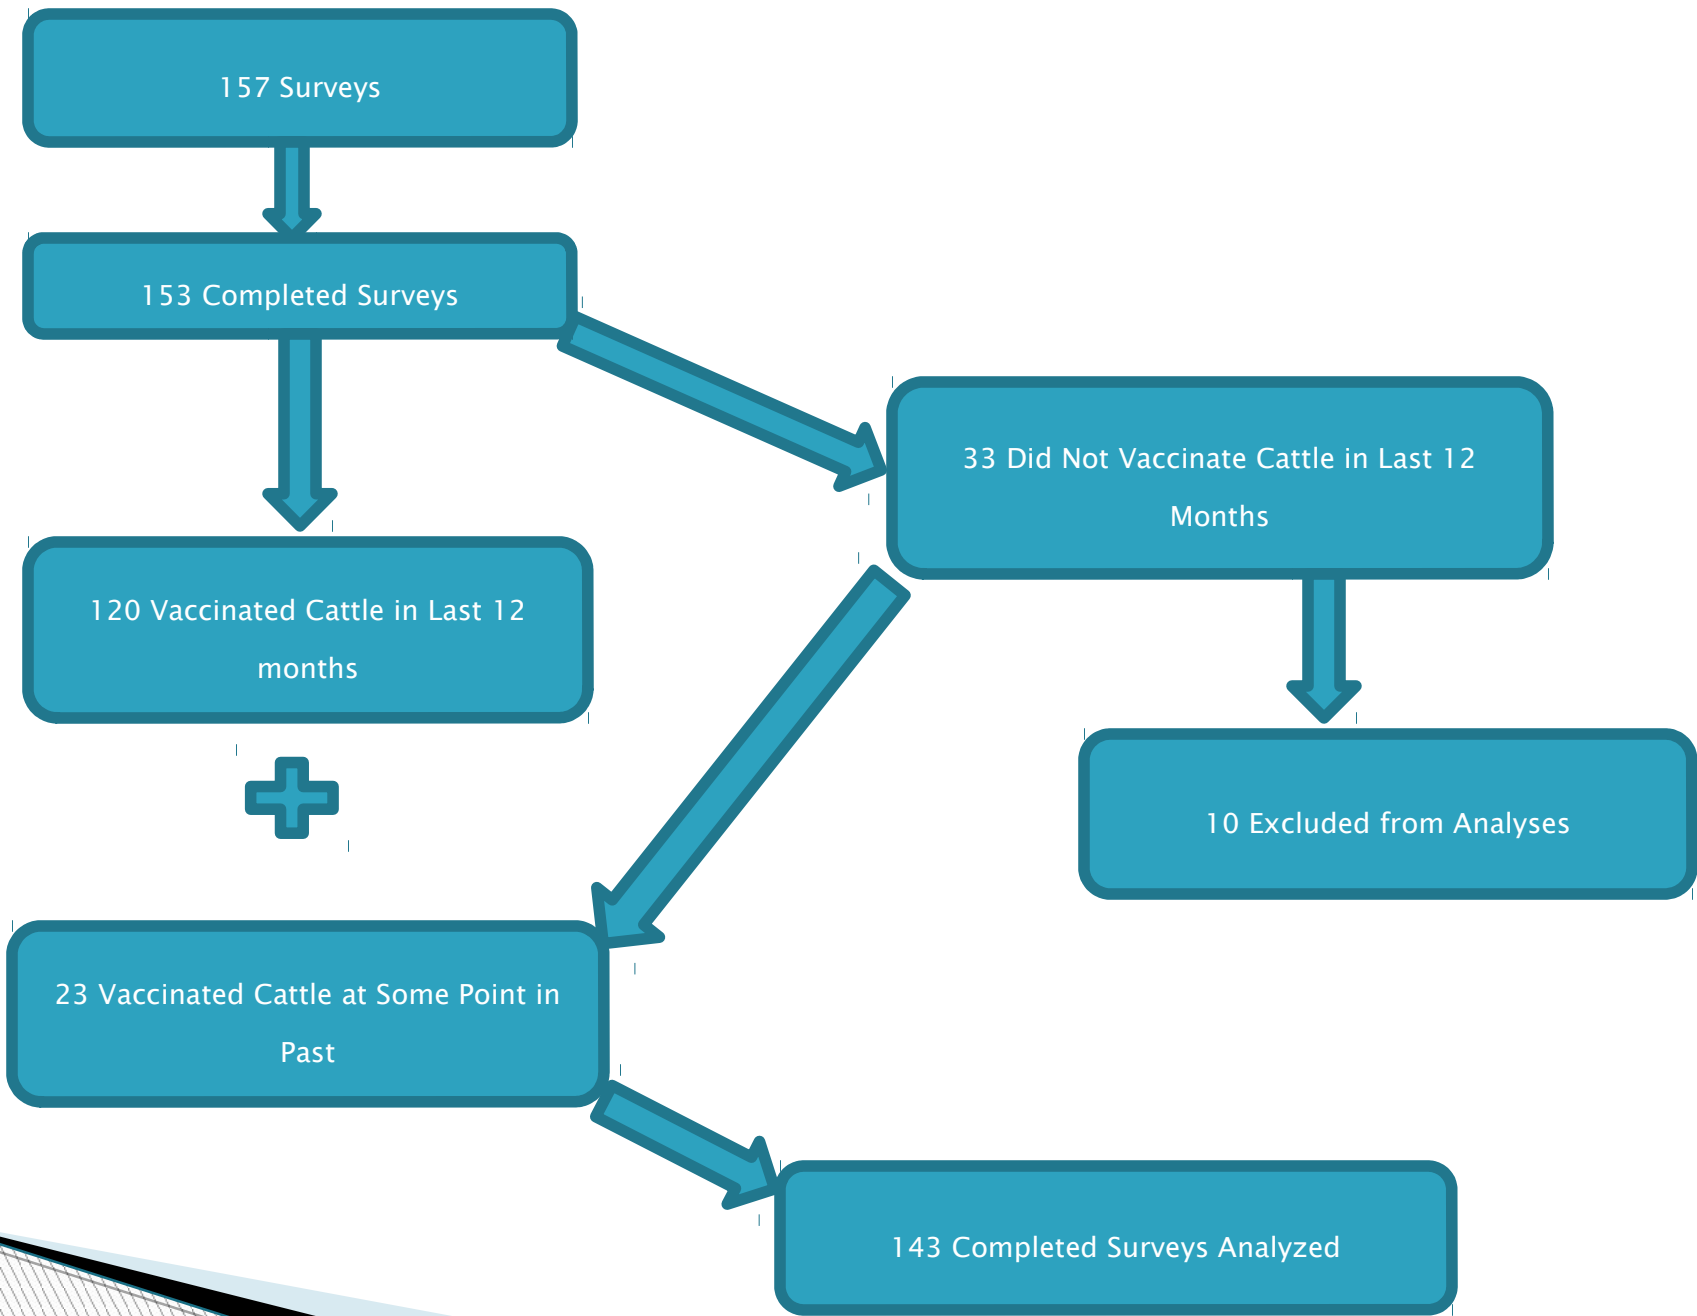 157 Surveys
153 Completed Surveys
33 Did Not Vaccinate Cattle in Last 12
Months
120 Vaccinated Cattle in Last 12
months
10 Excluded from Analyses
23 Vaccinated Cattle at Some Point in
Past
143 Completed Surveys Analyzed